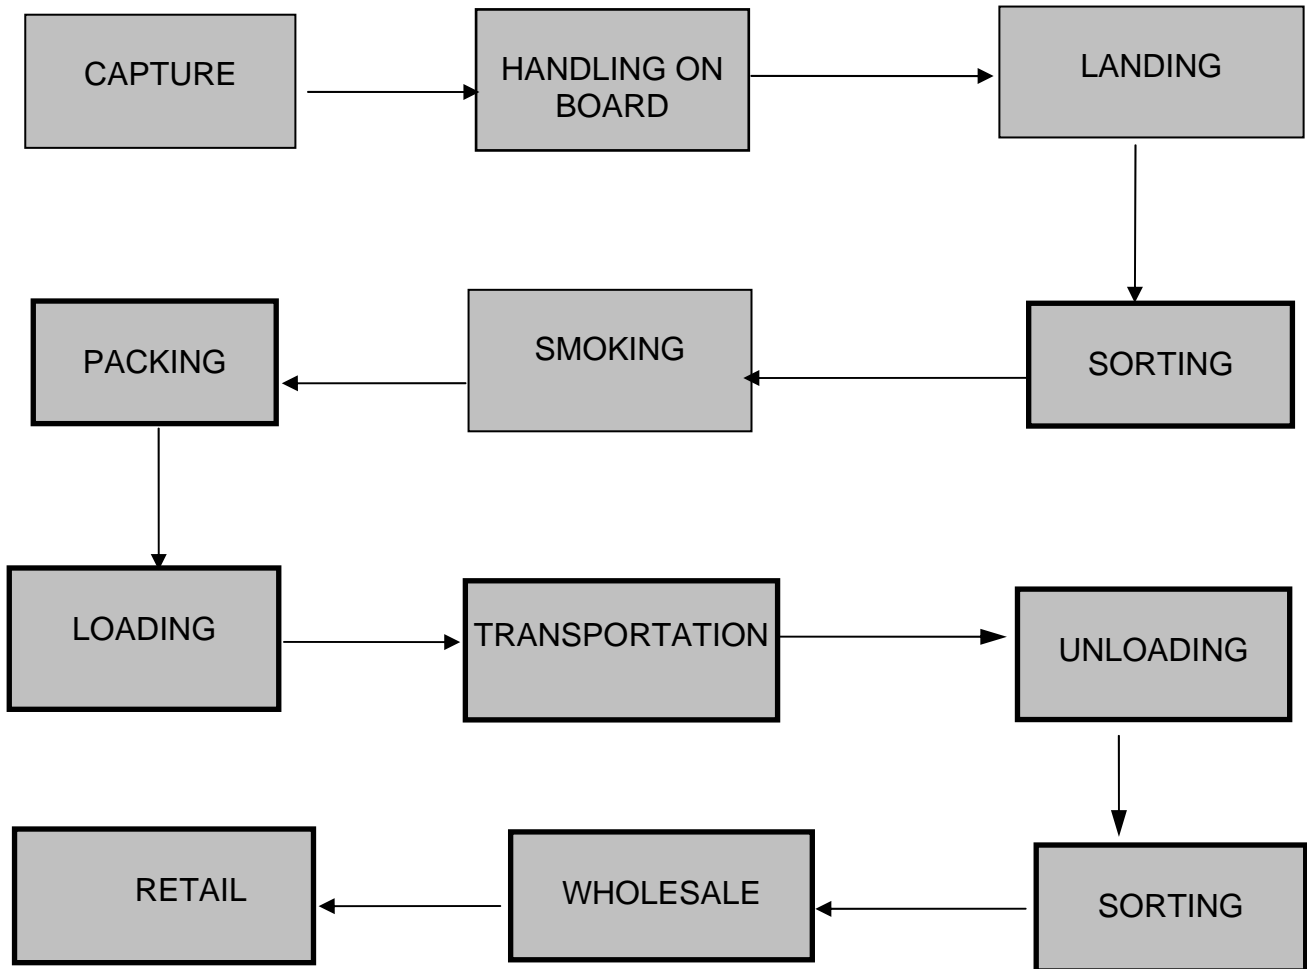 CAPTURE
HANDLING ON
BOARD
LANDING
SORTING
SMOKING
PACKING
LOADING
TRANSPORTATION
UNLOADING
SORTING
WHOLESALE
RETAIL